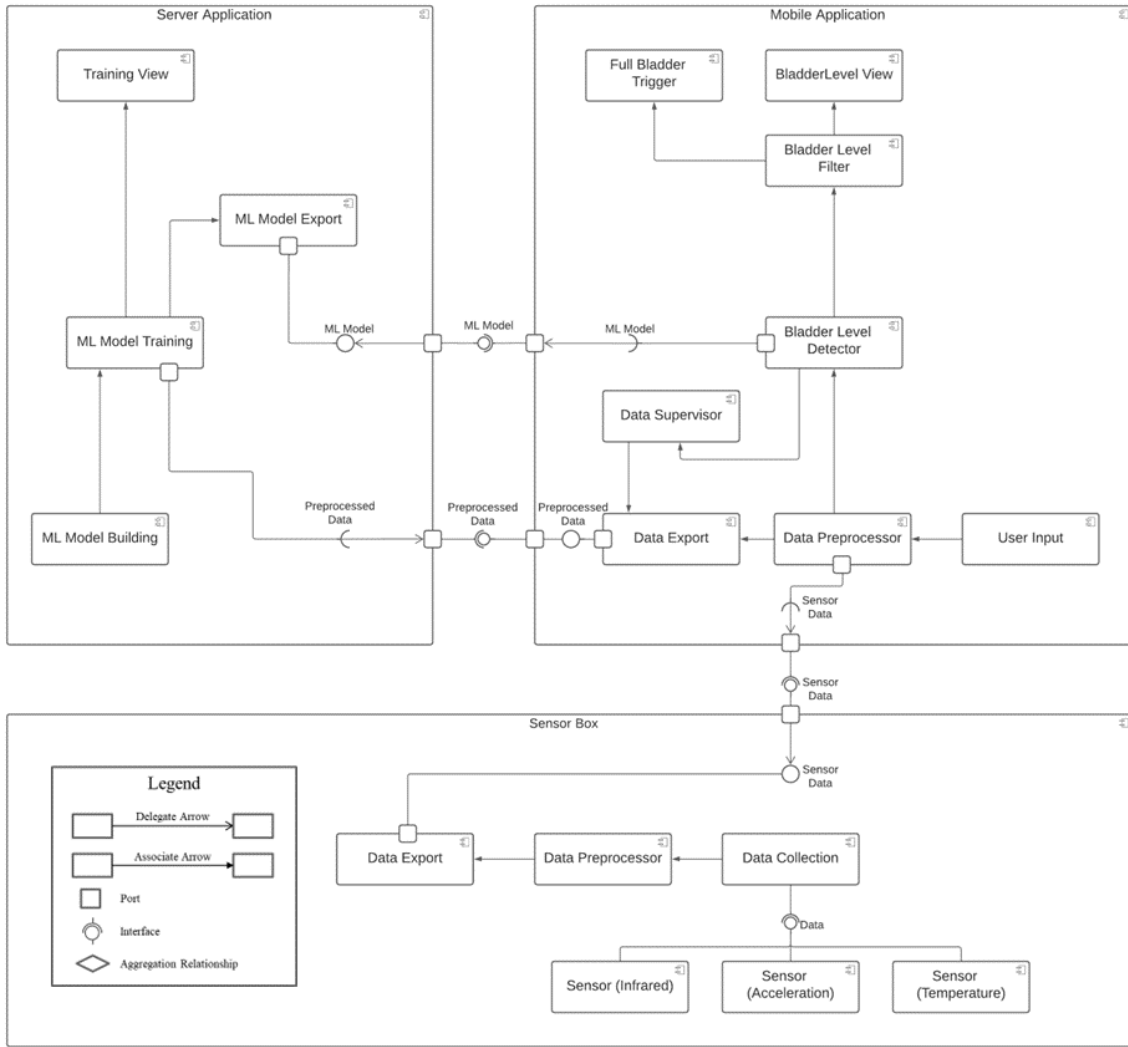 Server Application
Training View
ML Model Export
ML Model Training
ML Model
ML Model Building
Preprocessed
Data
ML Model
Preprocessed
Data
Mobile Application
Full Bladder
Trigger
BladderLevel View
Bladder Level
Filter
ML Model
Bladder Level
Detector
Data Supervisor
Preprocessed
Data
Data Export
Data Preprocessor
User Input
Sensor
Data
Sensor
Data
Sensor Box
Sensor
Data
Legend
Delegate Arrow
Associate Arrow
Port
Interface
Aggregation Relationship
Data Export
Data Preprocessor
Data Collection
Data
Sensor (Infrared)
Sensor
(Acceleration)
Sensor
(Temperature)